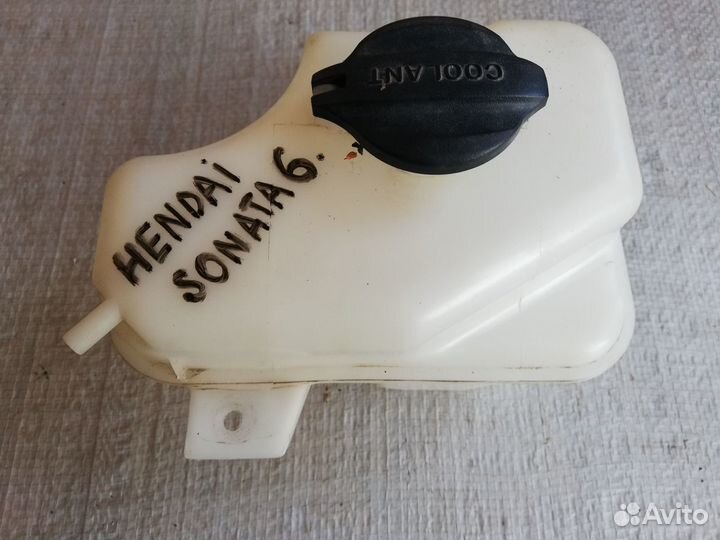 COOLANT
HENDAi
SONATA 6.
Avito